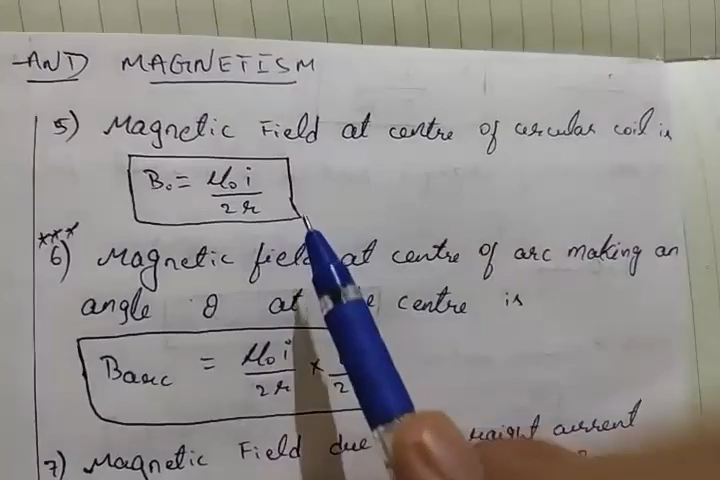 AND MAGNETISM
5) Magnetic Field at centre of circular coil is
B₀ = μ₀i / 2r
***
6) Magnetic field at centre of arc making an
angle θ at centre is
Barc = μ₀i / 2r ×
7) Magnetic Field due current